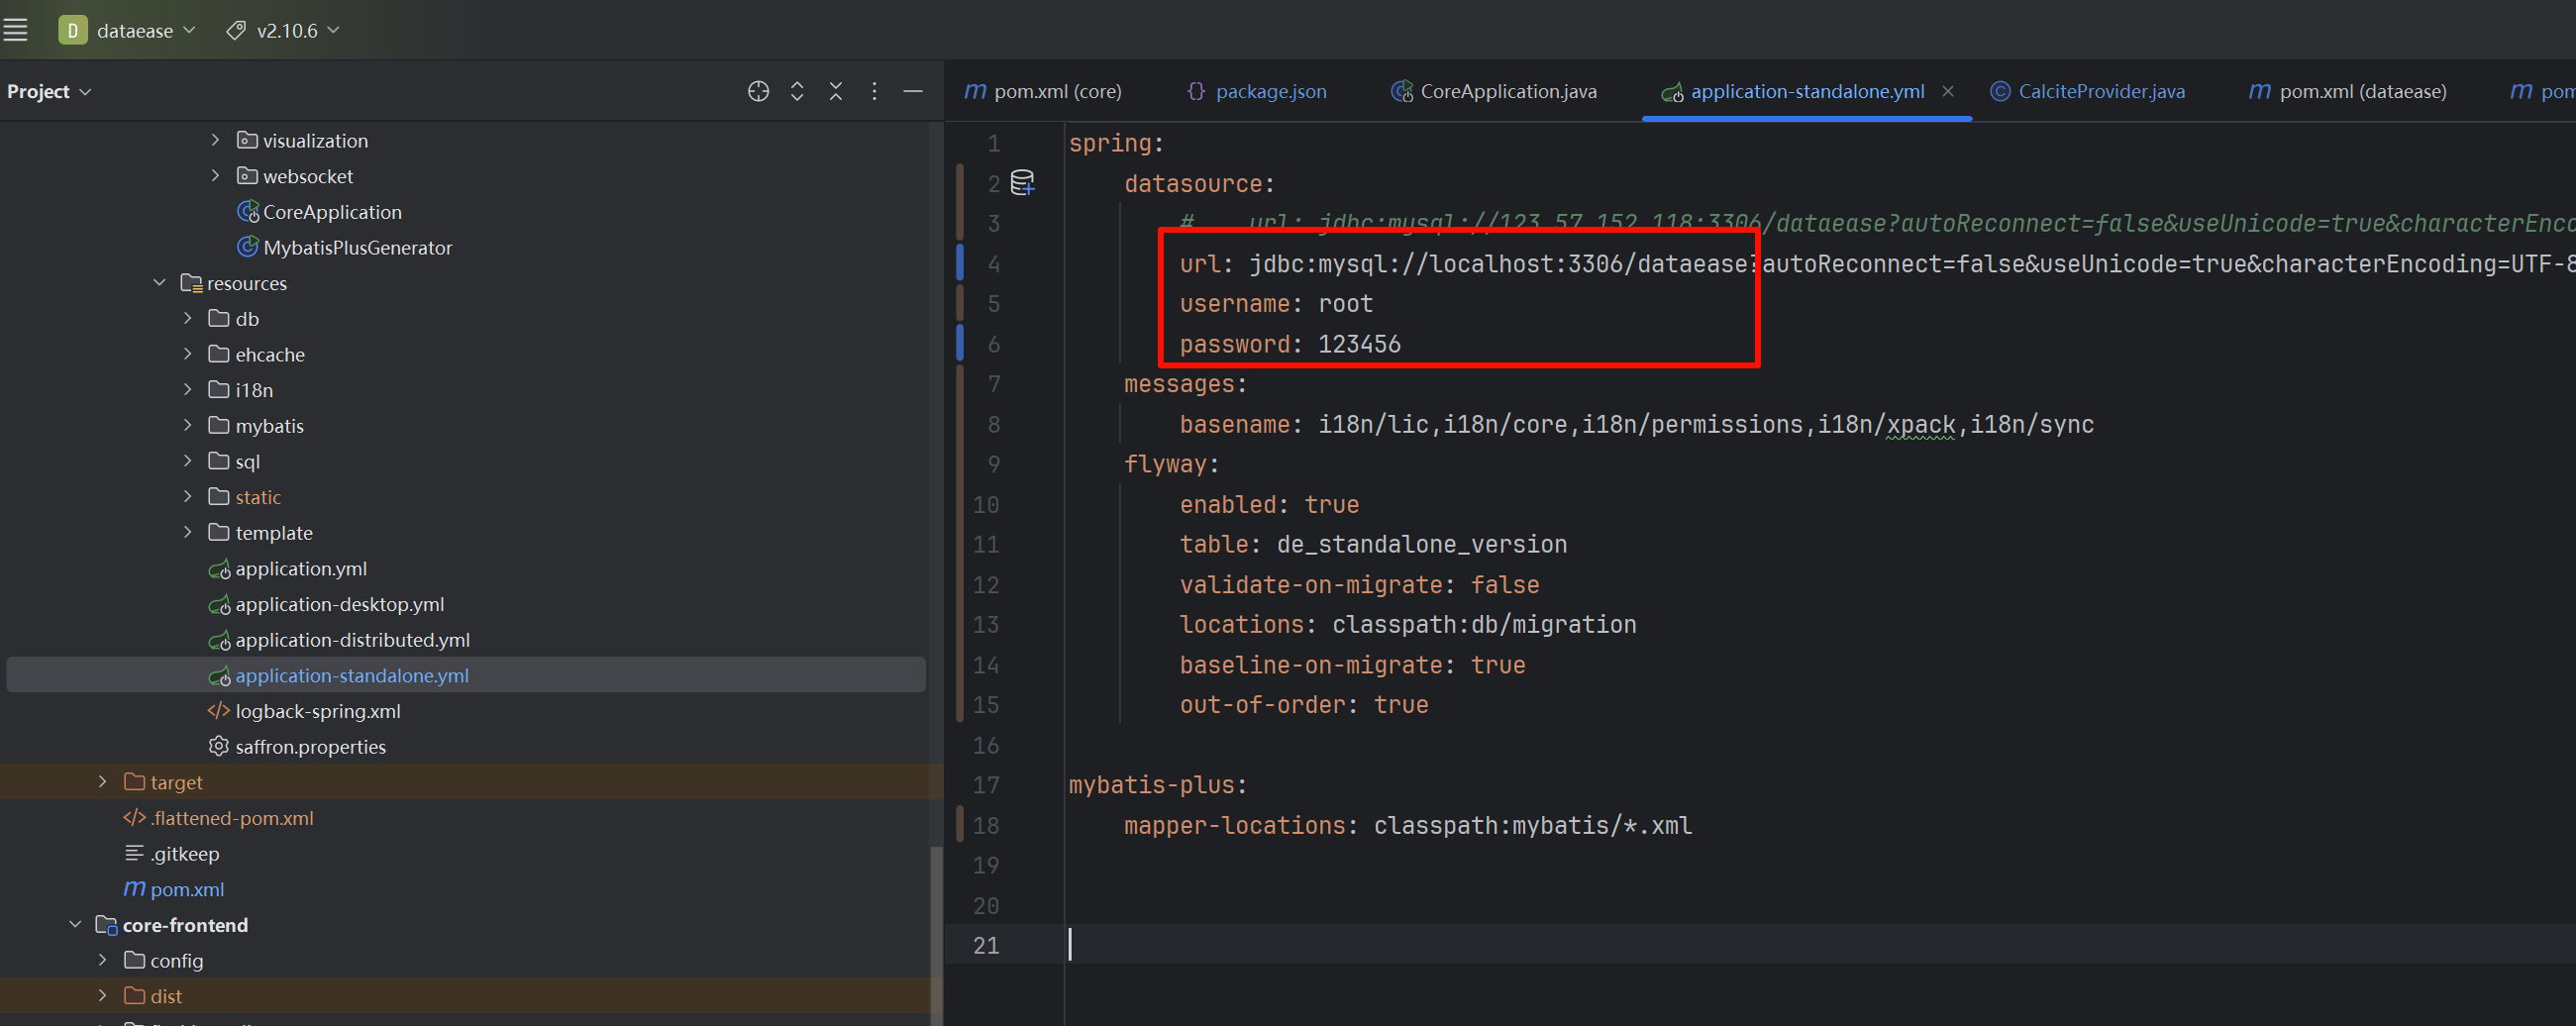 D dataease v2.10.6
Project
pom.xml (core) package.json CoreApplication.java application-standalone.yml CalciteProvider.java pom.xml (dataease) pom
visualization
websocket
CoreApplication
MybatisPlusGenerator
resources
db
ehcache
i18n
mybatis
sql
static
template
application.yml
application-desktop.yml
application-distributed.yml
application-standalone.yml
logback-spring.xml
saffron.properties
target
.flattened-pom.xml
.gitkeep
pom.xml
core-frontend
config
dist
1 spring:
2 datasource:
3 # url: jdbc:mysql://123.57.152.118:3306/dataease?autoReconnect=false&useUnicode=true&characterEnco
4 url: jdbc:mysql://localhost:3306/dataease?autoReconnect=false&useUnicode=true&characterEncoding=UTF-8
5 username: root
6 password: 123456
7 messages:
8 basename: i18n/lic,i18n/core,i18n/permissions,i18n/xpack,i18n/sync
9 flyway:
10 enabled: true
11 table: de_standalone_version
12 validate-on-migrate: false
13 locations: classpath:db/migration
14 baseline-on-migrate: true
15 out-of-order: true
16
17 mybatis-plus:
18 mapper-locations: classpath:mybatis/*.xml
19
20
21